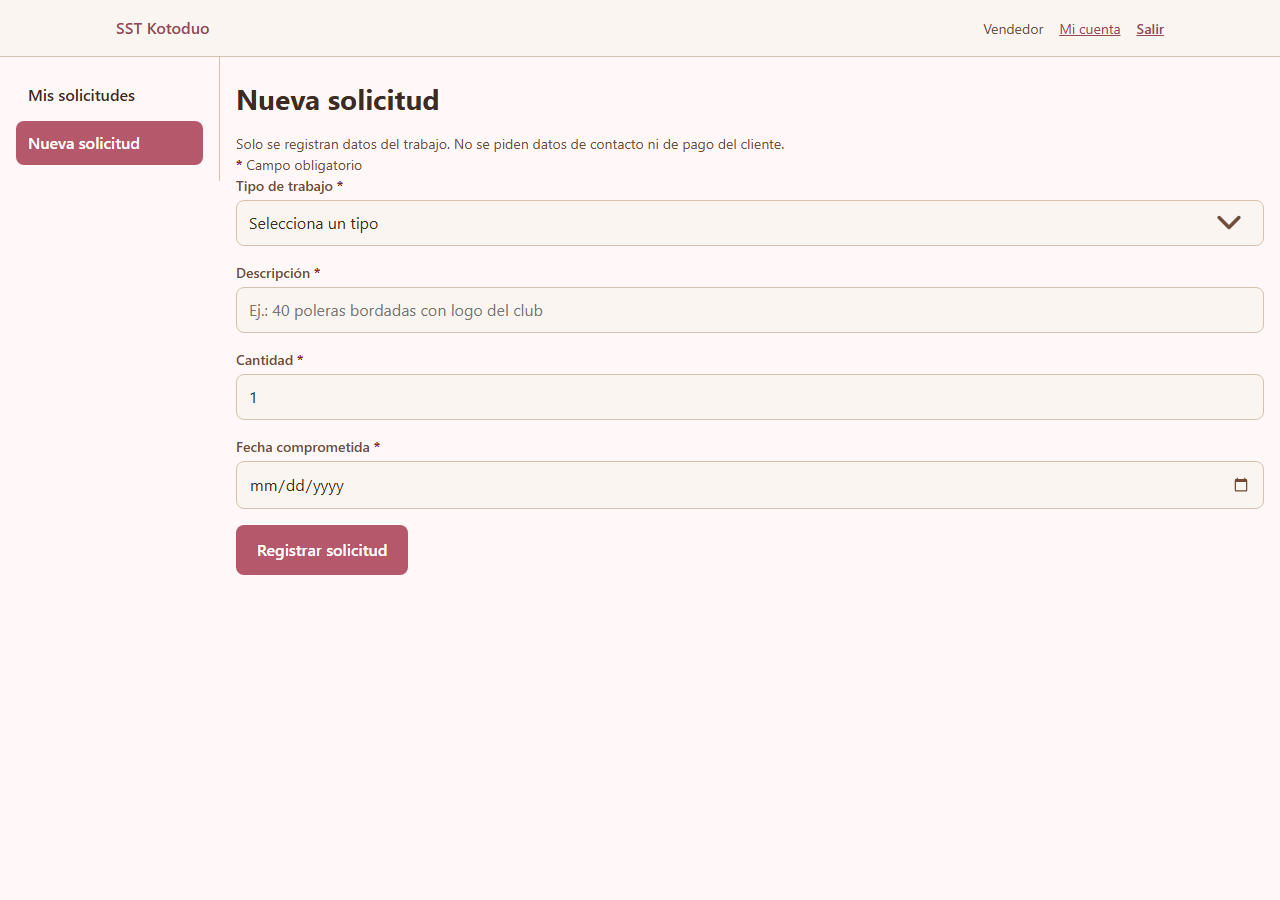 SST Kotoduo
Vendedor Mi cuenta Salir
Mis solicitudes
Nueva solicitud
Nueva solicitud
Solo se registran datos del trabajo. No se piden datos de contacto ni de pago del cliente.
* Campo obligatorio
Tipo de trabajo *
Selecciona un tipo
Descripción *
Ej.: 40 poleras bordadas con logo del club
Cantidad *
1
Fecha comprometida *
mm/dd/yyyy
Registrar solicitud